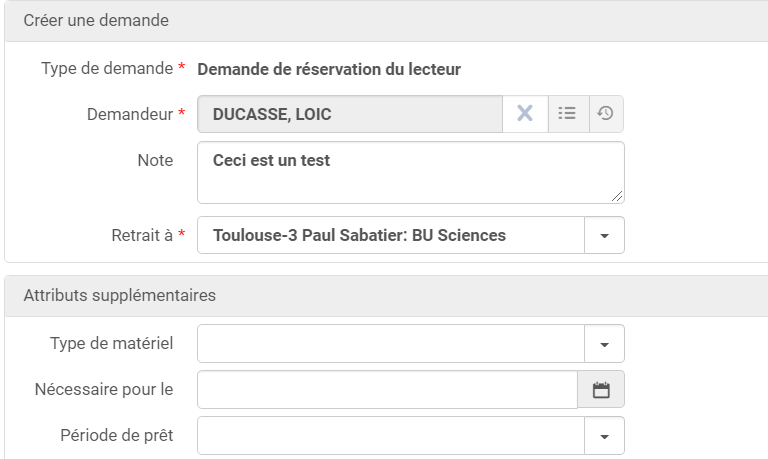 Créer une demande
Type de demande * Demande de réservation du lecteur
Demandeur * DUCASSE, LOIC
Note Ceci est un test
Retrait à * Toulouse-3 Paul Sabatier: BU Sciences
Attributs supplémentaires
Type de matériel
Nécessaire pour le
Période de prêt